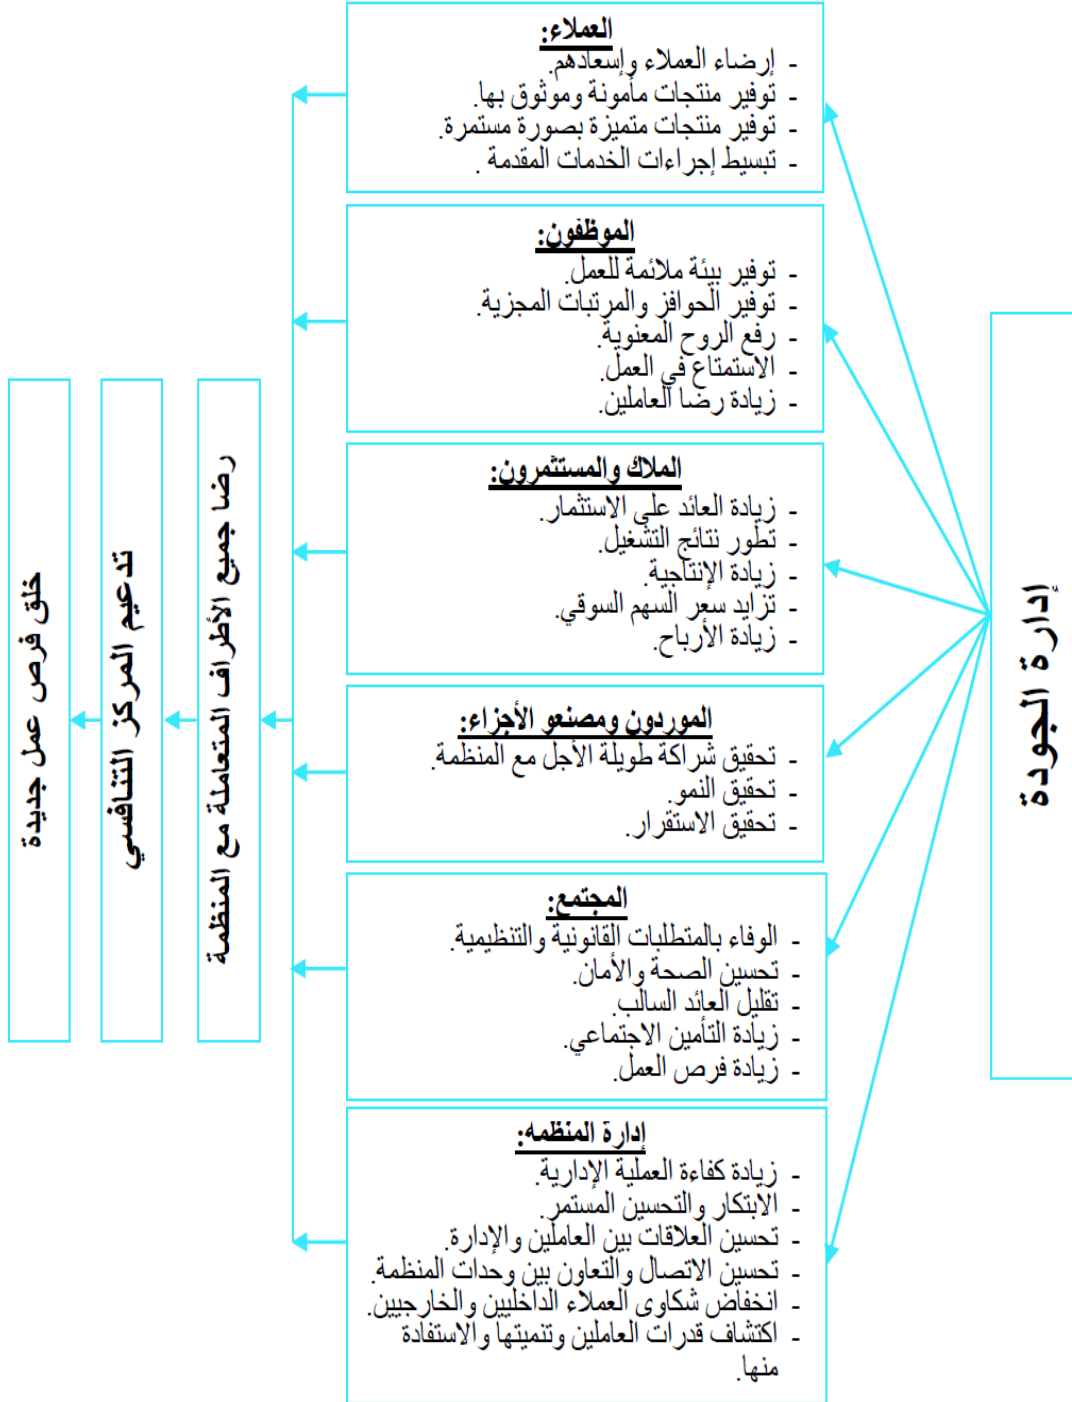 إدارة الجودة
العملاء:
- إرضاء العملاء وإسعادهم.
- توفير منتجات مأمونة وموثوق بها.
- توفير منتجات متميزة بصورة مستمرة.
- تبسيط إجراءات الخدمات المقدمة .
الموظفون:
- توفير بيئة ملائمة للعمل.
- توفير الحوافز والمرتبات المجزية.
- رفع الروح المعنوية.
- الاستمتاع في العمل.
- زيادة رضا العاملين.
الملاك والمستثمرون:
- زيادة العائد على الاستثمار.
- تطور نتائج التشغيل.
- زيادة الإنتاجية.
- تزايد سعر السهم السوقي.
- زيادة الأرباح.
الموردون ومصنعو الأجزاء:
- تحقيق شراكة طويلة الأجل مع المنظمة.
- تحقيق النمو.
- تحقيق الاستقرار.
المجتمع:
- الوفاء بالمتطلبات القانونية والتنظيمية.
- تحسين الصحة والأمان.
- تقليل العائد السالب.
- زيادة التأمين الاجتماعي.
- زيادة فرص العمل.
إدارة المنظمه:
- زيادة كفاءة العملية الإدارية.
- الابتكار والتحسين المستمر.
- تحسين العلاقات بين العاملين والإدارة.
- تحسين الاتصال والتعاون بين وحدات المنظمة.
- انخفاض شكاوى العملاء الداخليين والخارجيين.
- اكتشاف قدرات العاملين وتنميتها والاستفادة
منها.
رضا جميع الأطراف المتعاملة مع المنظمة
تدعيم المركز التنافسي
خلق فرص عمل جديدة